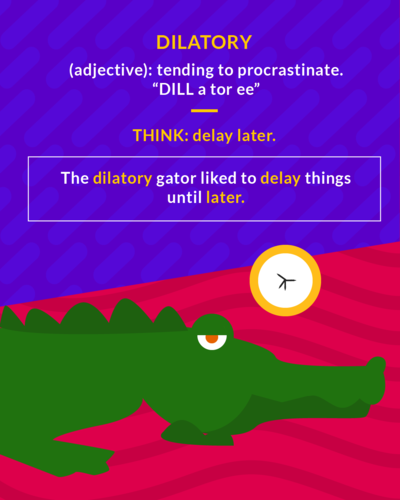 DILATORY
(adjective): tending to procrastinate.
“DILL a tor ee”
THINK: delay later.
The dilatory gator liked to delay things
until later.